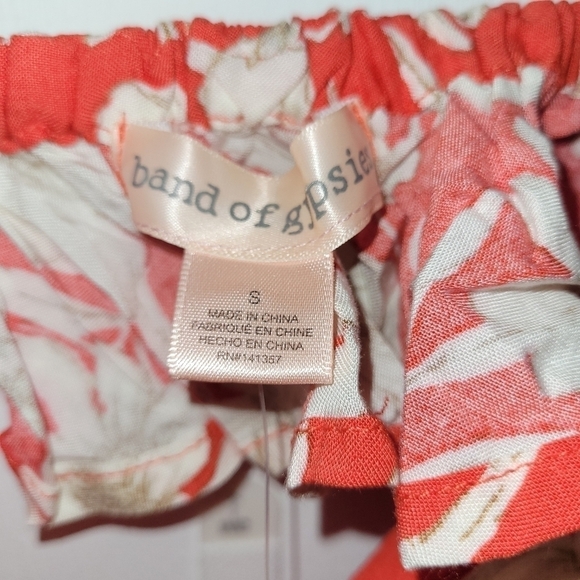 band of gypsies
S
MADE IN CHINA
FABRIQUÉ EN CHINE
HECHO EN CHINA
RN#141357